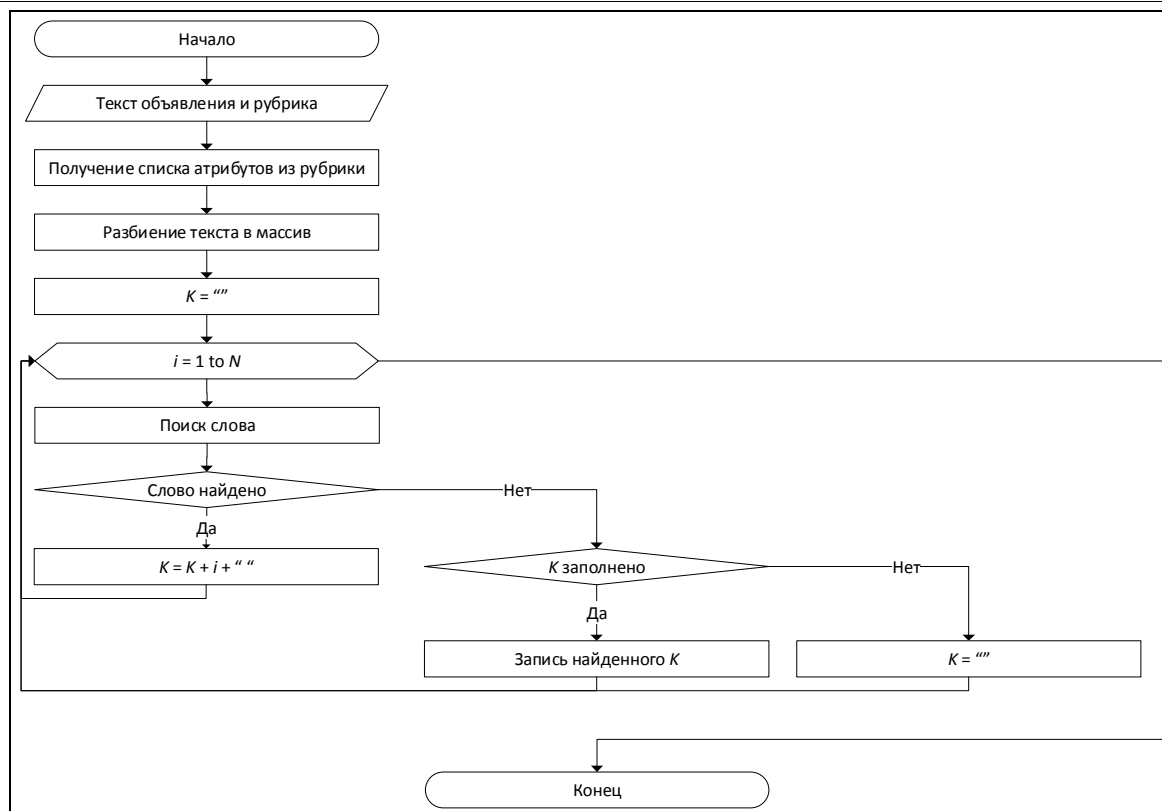 Начало
Текст объявления и рубрика
Получение списка атрибутов из рубрики
Разбиение текста в массив
K = “”
i = 1 to N
Поиск слова
Слово найдено
Нет
Да
K = K + i + “ “
K заполнено
Нет
Да
Запись найденного K
K = “”
Конец